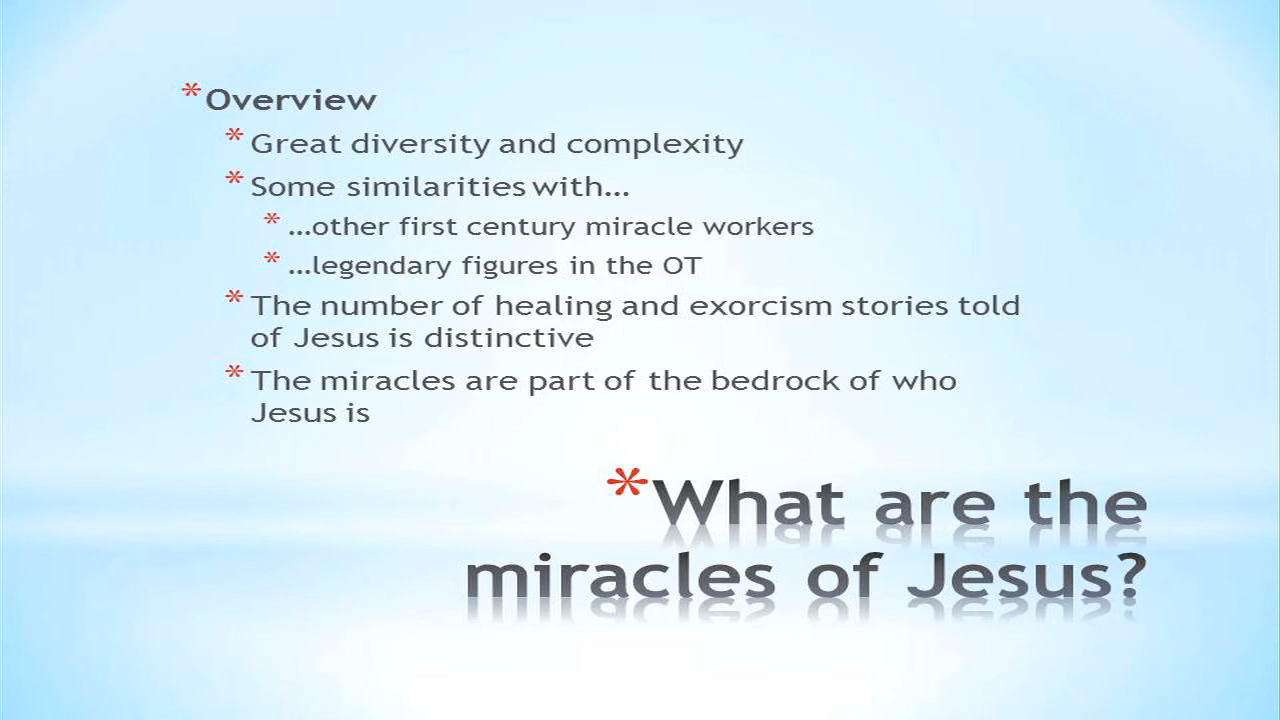 * Overview
* Great diversity and complexity
* Some similarities with...
* ...other first century miracle workers
* ...legendary figures in the OT
* The number of healing and exorcism stories told
of Jesus is distinctive
* The miracles are part of the bedrock of who
Jesus is
* What are the
miracles of Jesus?